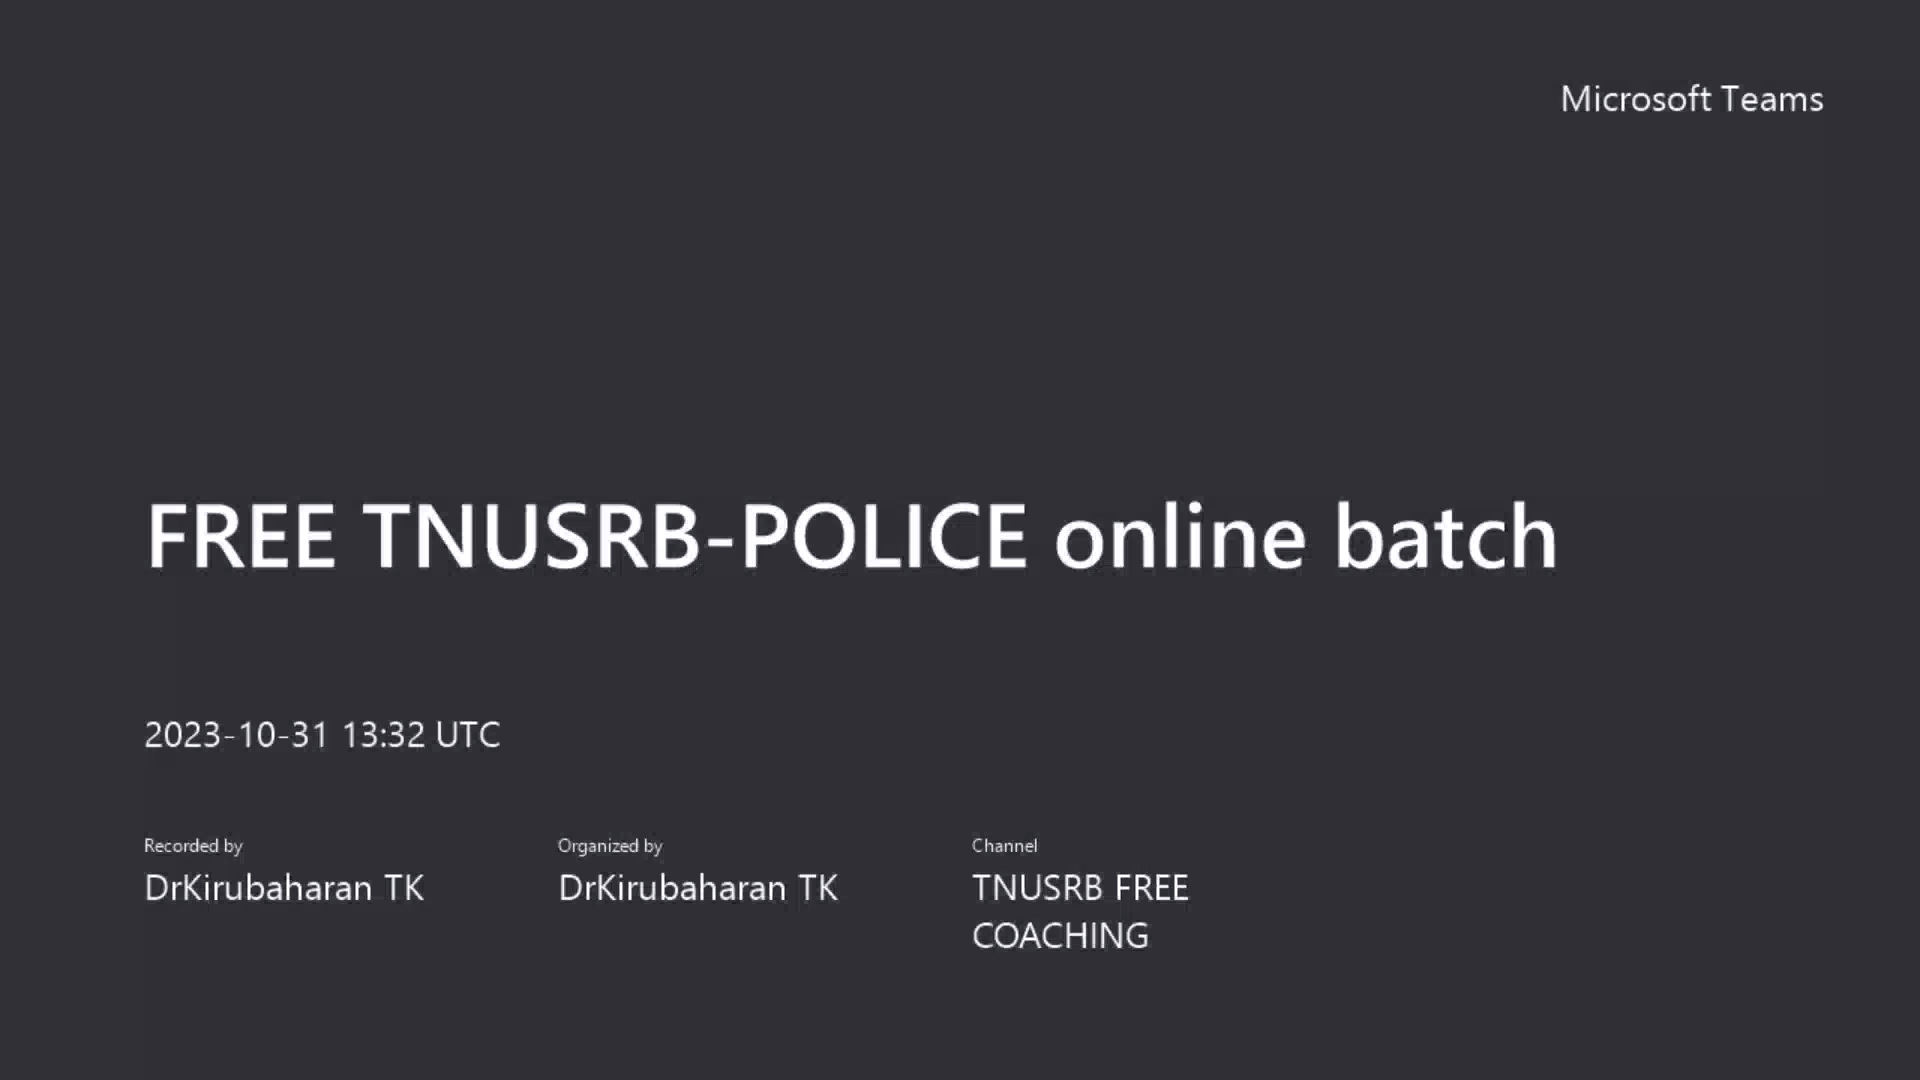 Microsoft Teams
FREE TNUSRB-POLICE online batch
2023-10-31 13:32 UTC
Recorded by
DrKirubaharan TK
Organized by
DrKirubaharan TK
Channel
TNUSRB FREE
COACHING